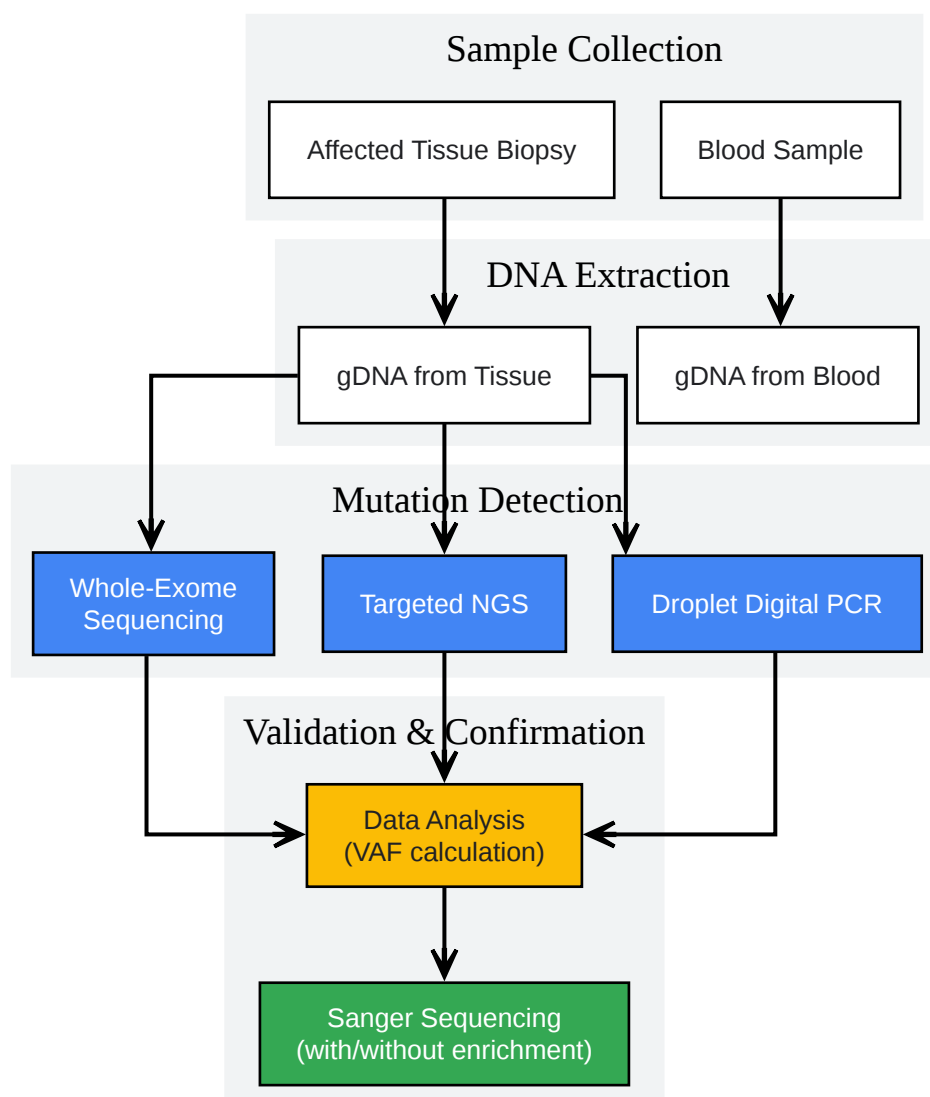 Sample Collection
Affected Tissue Biopsy
Blood Sample
DNA Extraction
gDNA from Tissue
gDNA from Blood
Mutation Detection
Whole-Exome
Sequencing
Targeted NGS
Droplet Digital PCR
Validation & Confirmation
Data Analysis
(VAF calculation)
Sanger Sequencing
(with/without enrichment)